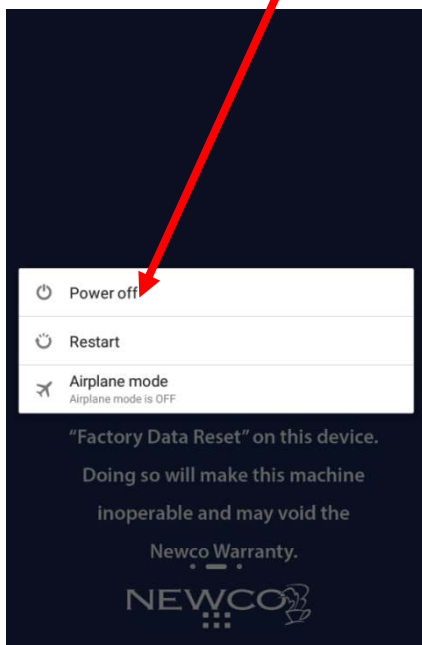 Power off
Restart
Airplane mode
Airplane mode is OFF
“Factory Data Reset” on this device.
Doing so will make this machine
inoperable and may void the
Newco Warranty.
NEWCO